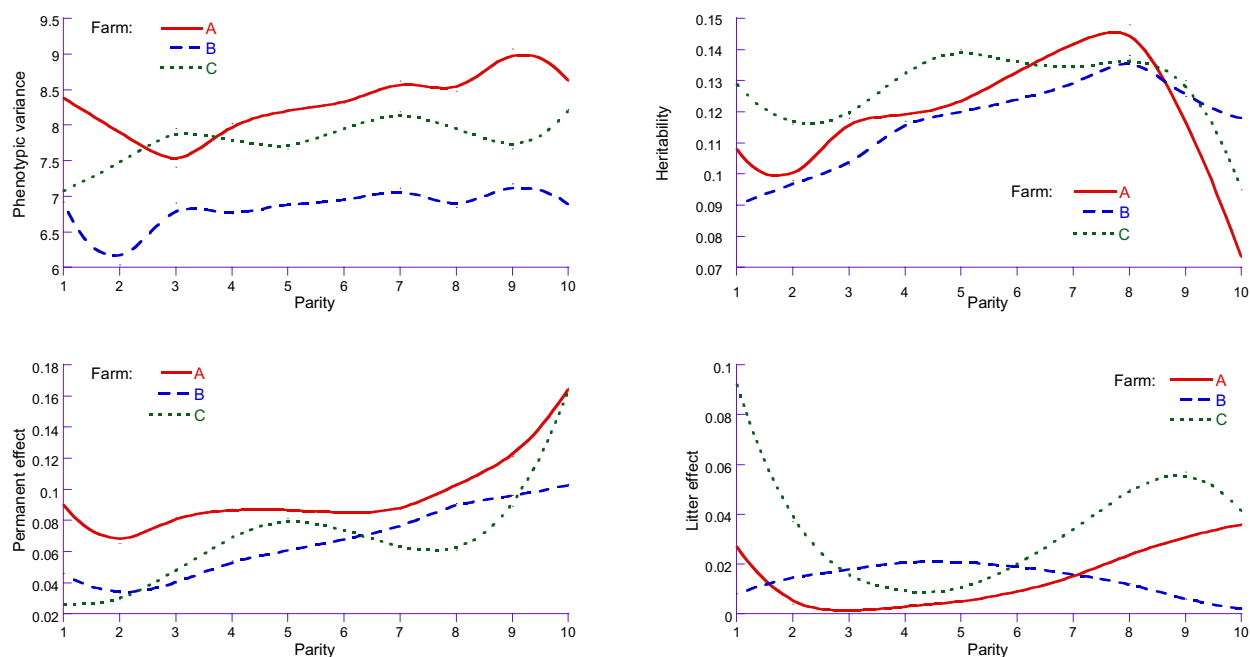 Farm: A
B
C
Phenotypic variance
9.5
9
8.5
8
7.5
7
6.5
6
1 2 3 4 5 6 7 8 9 10
Parity
Farm: A
B
C
Heritability
0.15
0.14
0.13
0.12
0.11
0.1
0.09
0.08
0.07
1 2 3 4 5 6 7 8 9 10
Parity
Farm: A
B
C
Permanent effect
0.18
0.16
0.14
0.12
0.1
0.08
0.06
0.04
0.02
1 2 3 4 5 6 7 8 9 10
Parity
Farm: A
B
C
Litter effect
0.1
0.08
0.06
0.04
0.02
0
1 2 3 4 5 6 7 8 9 10
Parity